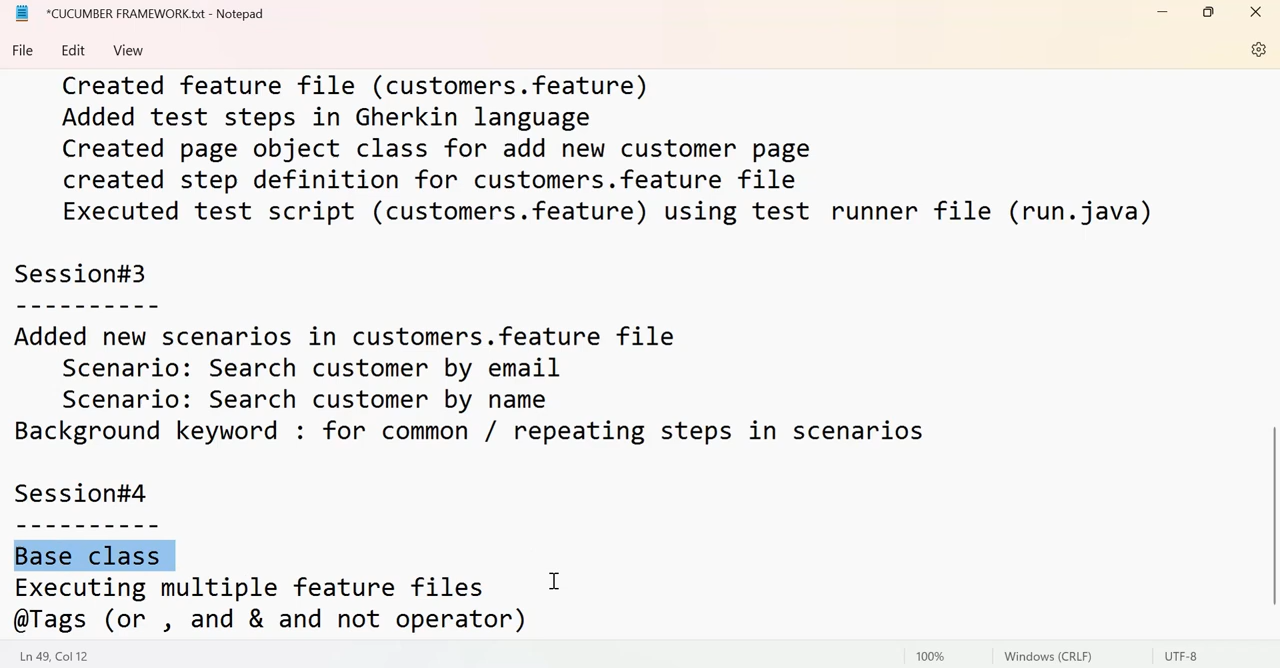 *CUCUMBER FRAMEWORK.txt - Notepad
File Edit View
Created feature file (customers.feature)
Added test steps in Gherkin language
Created page object class for add new customer page
created step definition for customers.feature file
Executed test script (customers.feature) using test runner file (run.java)
Session#3
----------
Added new scenarios in customers.feature file
Scenario: Search customer by email
Scenario: Search customer by name
Background keyword : for common / repeating steps in scenarios
Session#4
----------
Base class
Executing multiple feature files
@Tags (or , and & and not operator)
Ln 49, Col 12 100% Windows (CRLF) UTF-8